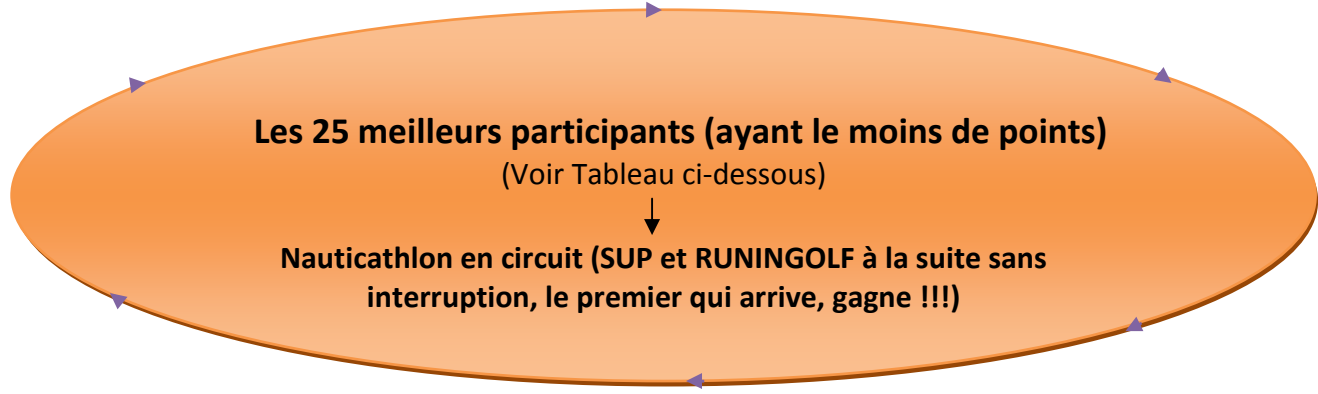 Les 25 meilleurs participants (ayant le moins de points)
(Voir Tableau ci-dessous)
Nauticathlon en circuit (SUP et RUNINGOLF à la suite sans
interruption, le premier qui arrive, gagne !!!)